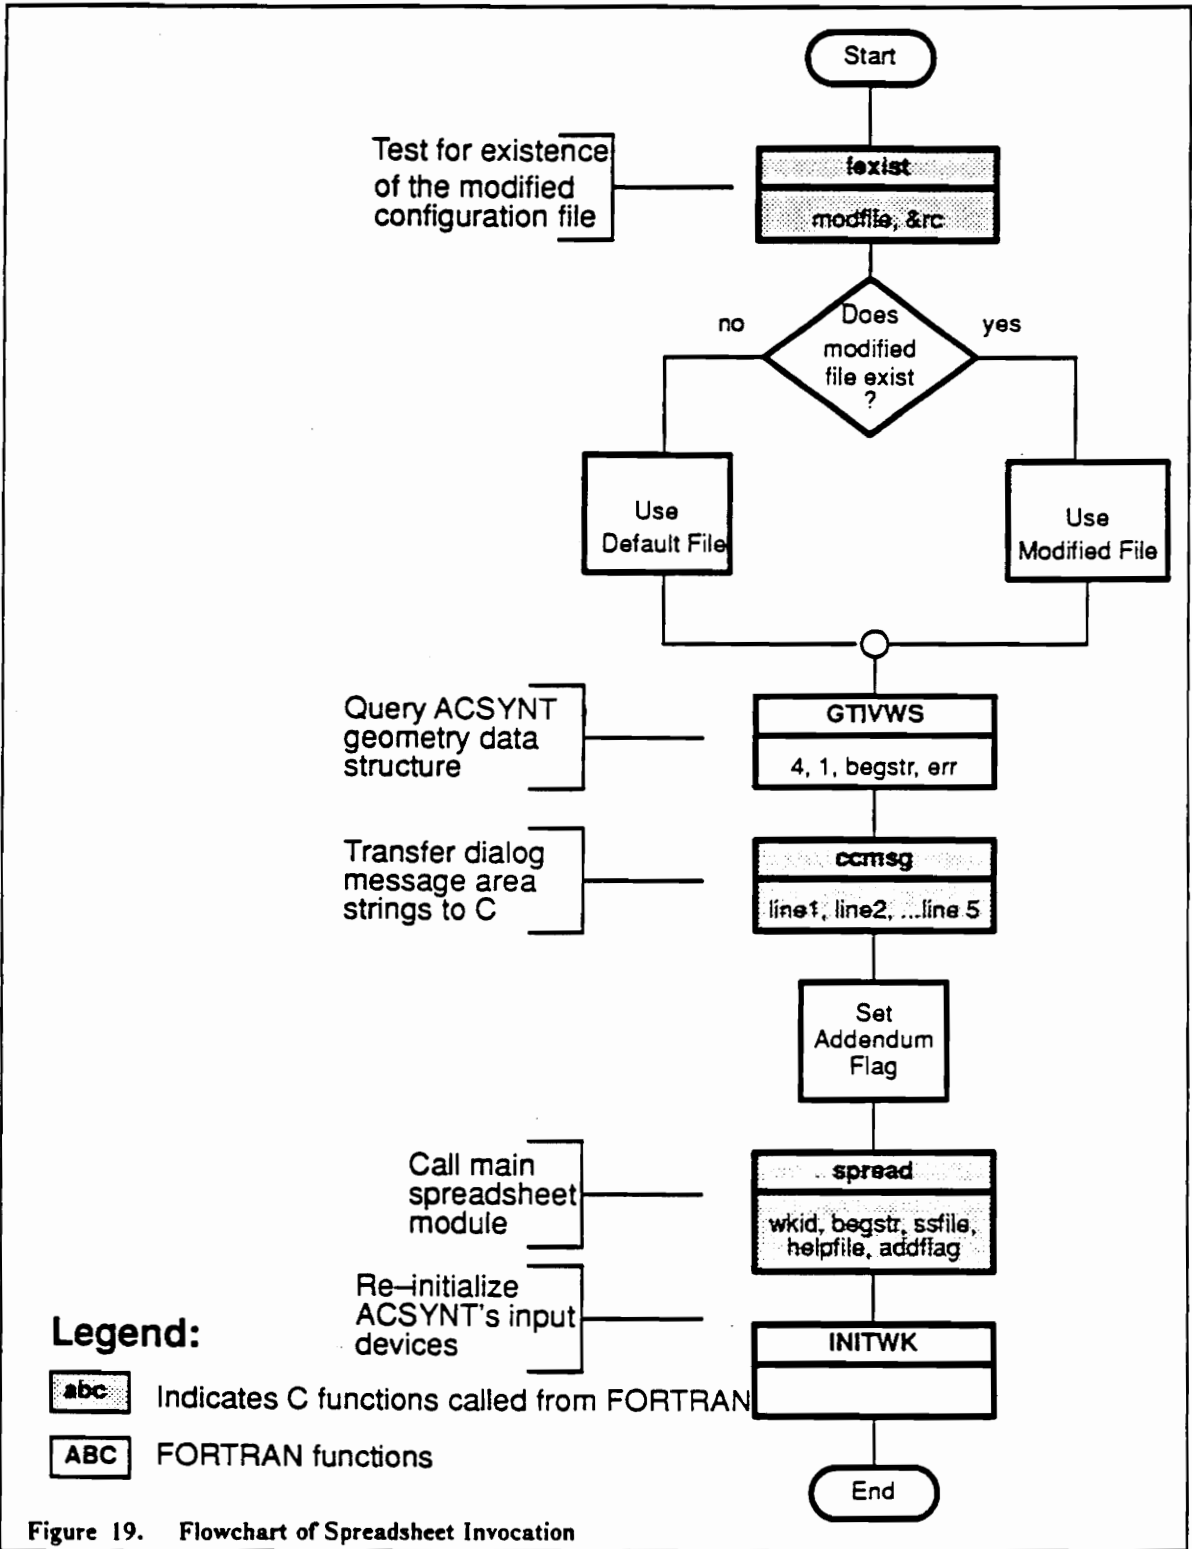 Start
Test for existence
of the modified
configuration file
fexist
modfile, &rc
no
Does
modified
file exist
?
yes
Use
Default File
Use
Modified File
Query ACSYNT
geometry data
structure
GTIVWS
4, 1, begstr, err
Transfer dialog
message area
strings to C
ccmsg
line1, line2, ...line 5
Set
Addendum
Flag
Call main
spreadsheet
module
spread
wkid, begstr, ssfile,
helpfile, addflag
Re–initialize
ACSYNT's input
devices
INITWK
Legend:
abc Indicates C functions called from FORTRAN
ABC FORTRAN functions
End
Figure 19. Flowchart of Spreadsheet Invocation